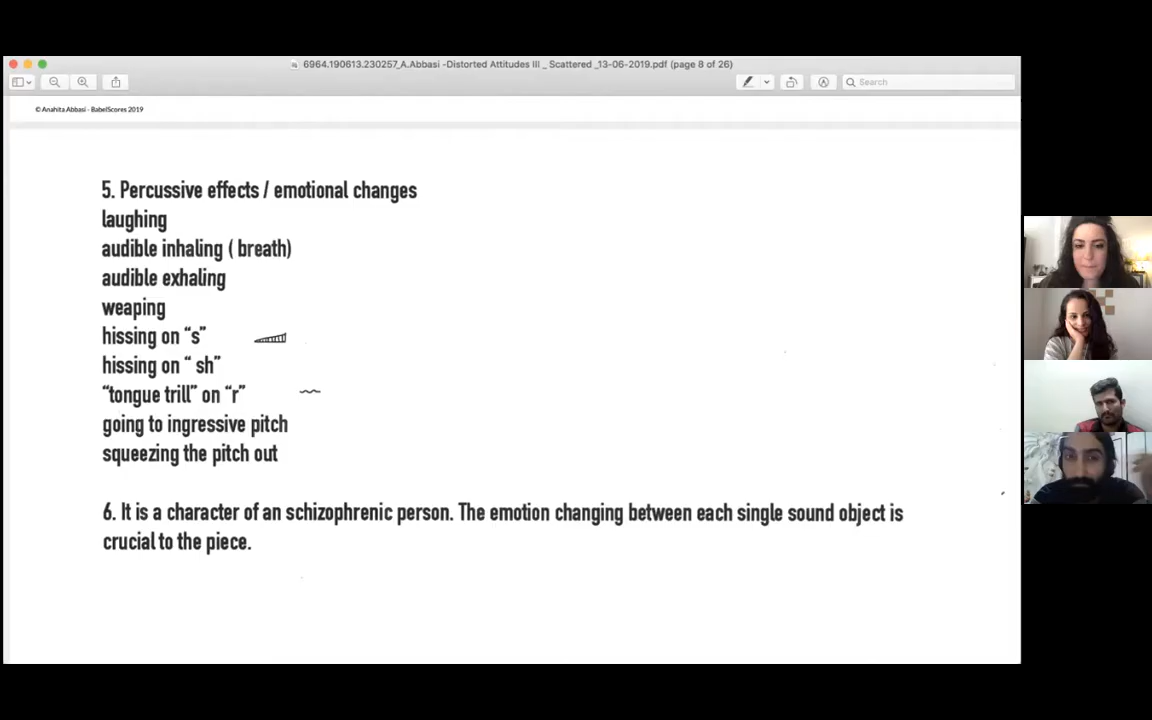 6964.190613.230257_A.Abbasi -Distorted Attitudes III _ Scattered _13-06-2019.pdf (page 8 of 26)
Search
© Anahita Abbasi - BabelScores 2019
5. Percussive effects / emotional changes
laughing
audible inhaling ( breath)
audible exhaling
weaping
hissing on “s”
hissing on “ sh”
“tongue trill” on “r”
going to ingressive pitch
squeezing the pitch out
6. It is a character of an schizophrenic person. The emotion changing between each single sound object is
crucial to the piece.